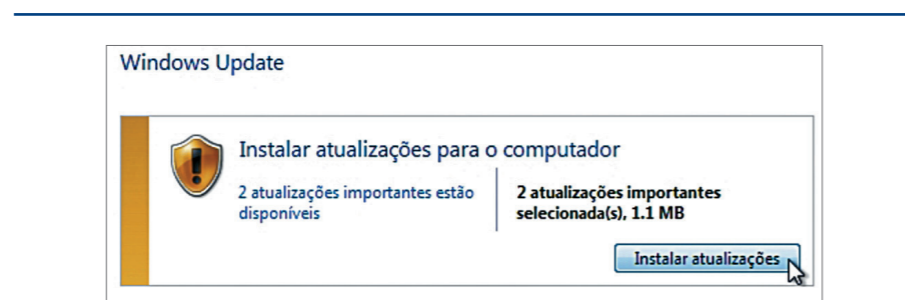 Windows Update
Instalar atualizações para o computador
2 atualizações importantes estão
disponíveis
2 atualizações importantes
selecionada(s), 1.1 MB
Instalar atualizações